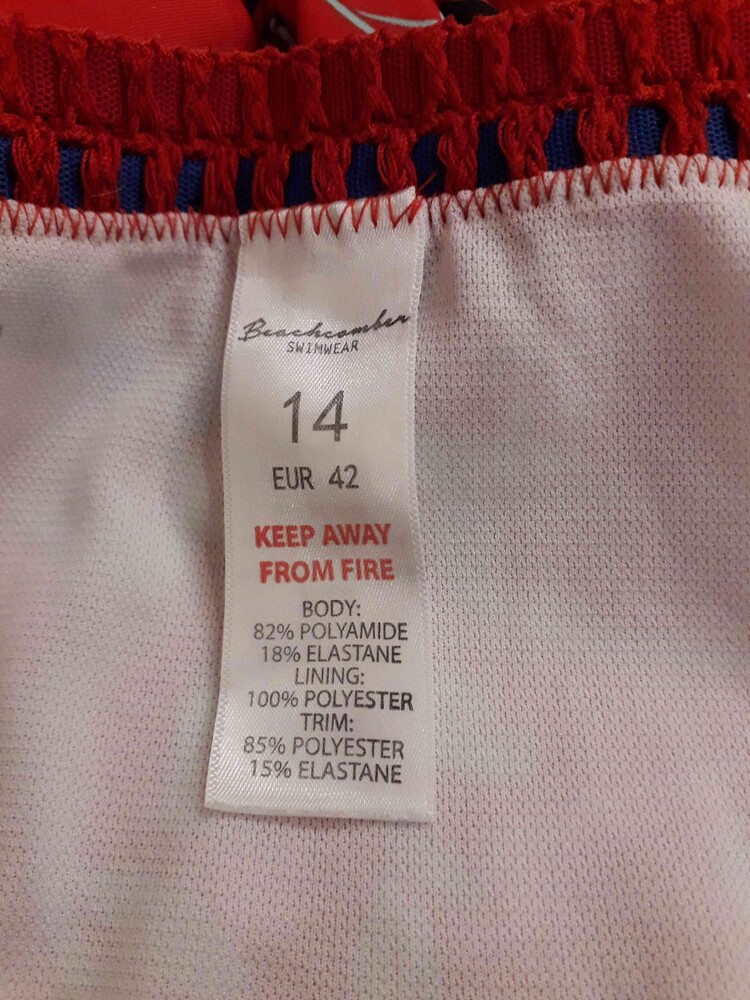 Beachcomber
SWIMWEAR
14
EUR 42
KEEP AWAY
FROM FIRE
BODY:
82% POLYAMIDE
18% ELASTANE
LINING:
100% POLYESTER
TRIM:
85% POLYESTER
15% ELASTANE